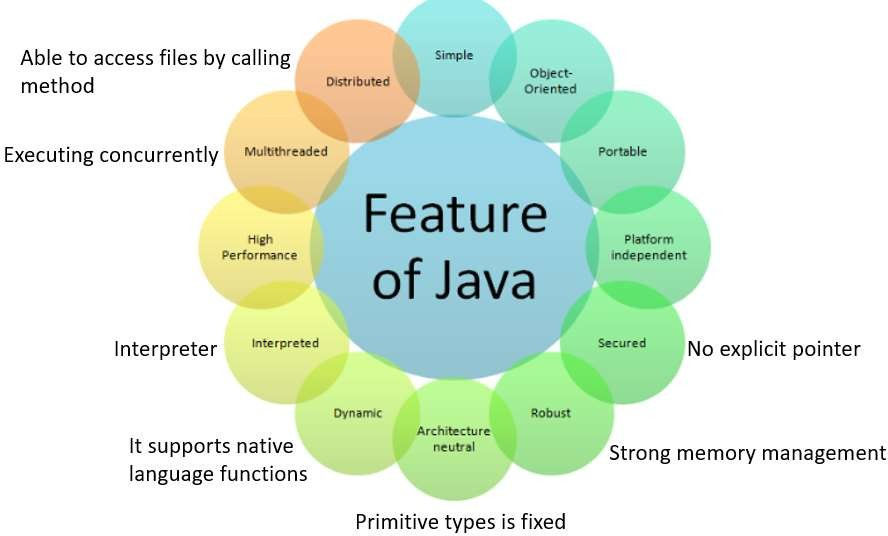 Simple
Object-
Oriented
Portable
Platform
independent
Secured
No explicit pointer
Robust
Strong memory management
Architecture
neutral
Primitive types is fixed
Dynamic
It supports native
language functions
Interpreted
Interpreter
High
Performance
Multithreaded
Executing concurrently
Distributed
Able to access files by calling
method
Feature
of Java